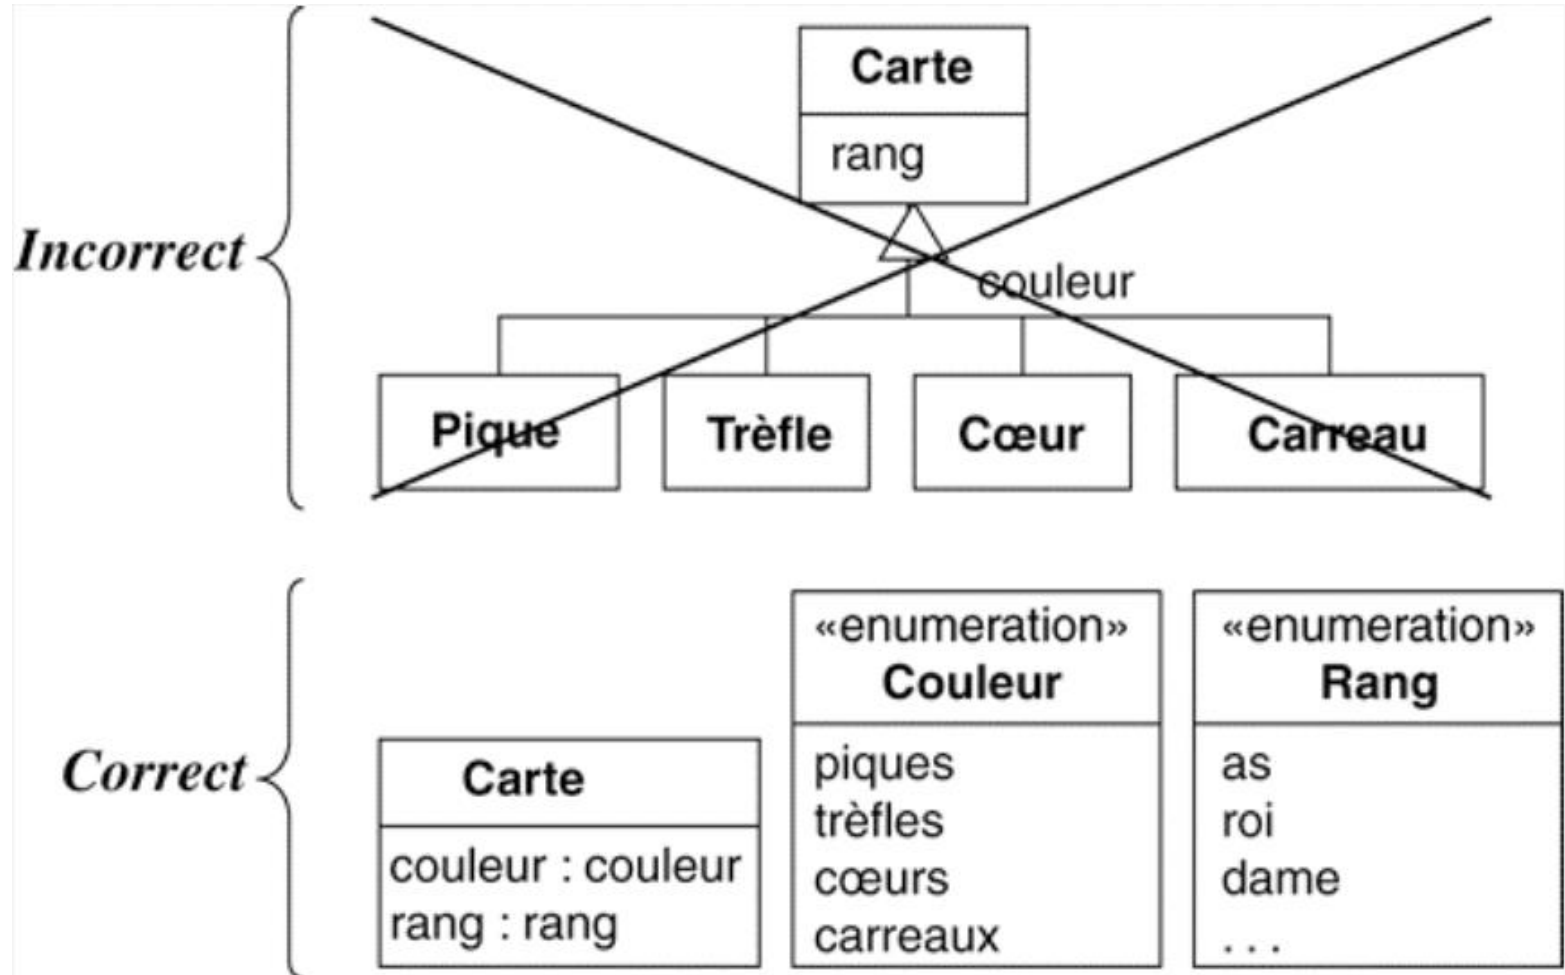 Incorrect
Carte
rang
couleur
Pique
Trèfle
Cœur
Carreau
Correct
Carte
couleur : couleur
rang : rang
«enumeration»
Couleur
piques
trèfles
cœurs
carreaux
«enumeration»
Rang
as
roi
dame
. . .